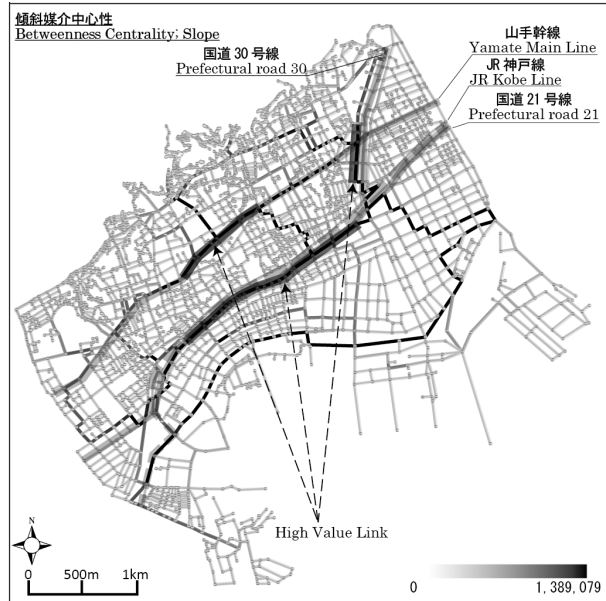 傾斜媒介中心性
Betweenness Centrality; Slope
国道 30 号線
Prefectural road 30
山手幹線
Yamate Main Line
JR 神戸線
JR Kobe Line
国道 21 号線
Prefectural road 21
High Value Link
N
0 500m 1km
0 1,389,079